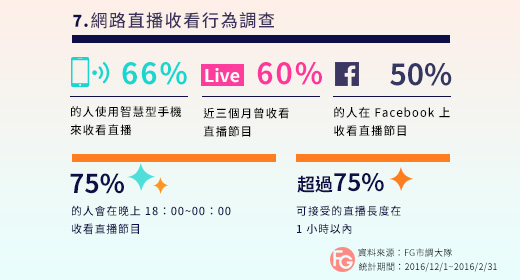 7.網路直播收看行為調查
66%
的人使用智慧型手機
來收看直播
Live 60%
近三個月曾收看
直播節目
50%
的人在 Facebook 上
收看直播節目
75%
的人會在晚上 18：00~00：00
收看直播節目
超過75%
可接受的直播長度在
1 小時以內
FG
資料來源：FG市調大隊
統計期間：2016/12/1~2016/2/31